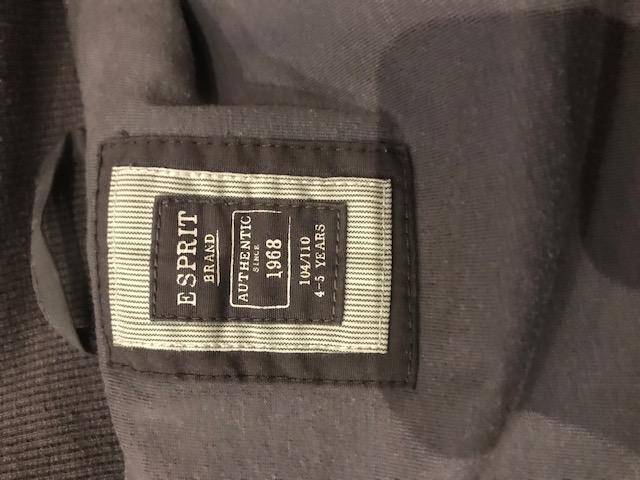 ESPRIT
BRAND
AUTHENTIC
SINCE
1968
104/110
4-5 YEARS